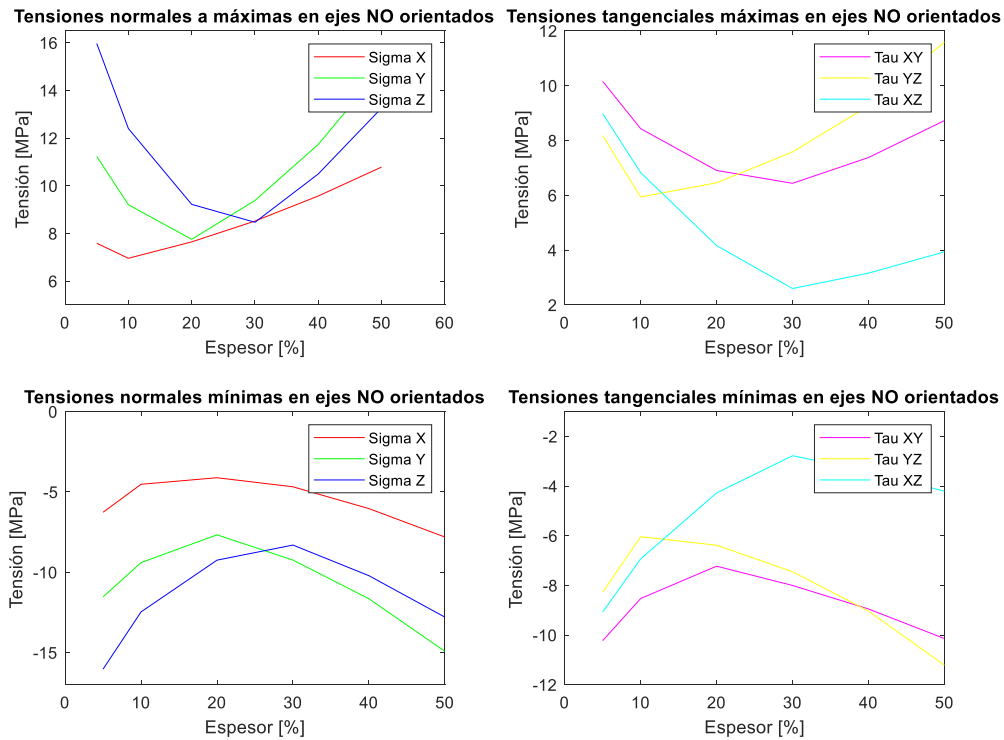 Tensiones normales a máximas en ejes NO orientados
Tensión [MPa]
16
14
12
10
8
6
0
10
20
30
40
50
60
Espesor [%]
Sigma X
Sigma Y
Sigma Z
Tensiones tangenciales máximas en ejes NO orientados
Tensión [MPa]
12
10
8
6
4
2
0
10
20
30
40
50
Espesor [%]
Tau XY
Tau YZ
Tau XZ
Tensiones normales mínimas en ejes NO orientados
Tensión [MPa]
0
-5
-10
-15
0
10
20
30
40
50
Espesor [%]
Sigma X
Sigma Y
Sigma Z
Tensiones tangenciales mínimas en ejes NO orientados
Tensión [MPa]
-2
-4
-6
-8
-10
-12
0
10
20
30
40
50
Espesor [%]
Tau XY
Tau YZ
Tau XZ